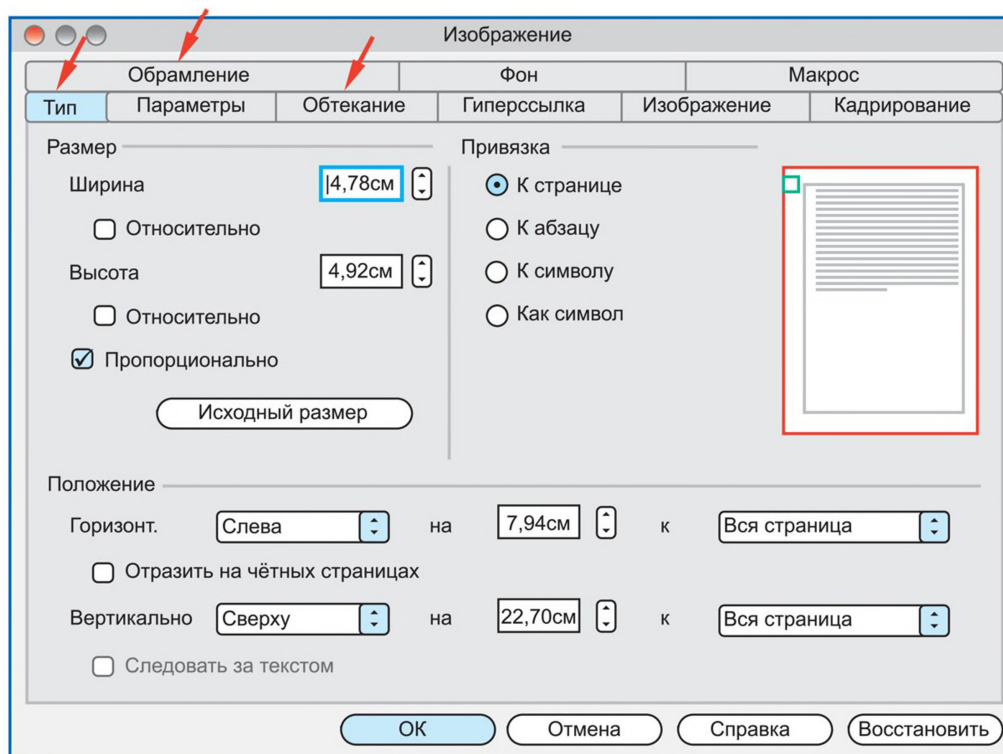 Изображение
Обрамление Фон Макрос
Тип Параметры Обтекание Гиперссылка Изображение Кадрирование
Размер Привязка
Ширина 4,78см К странице
Относительно К абзацу
Высота 4,92см К символу
Относительно Как символ
Пропорционально
Исходный размер
Положение
Горизонт. Слева на 7,94см к Вся страница
Отразить на чётных страницах
Вертикально Сверху на 22,70см к Вся страница
Следовать за текстом
ОК Отмена Справка Восстановить